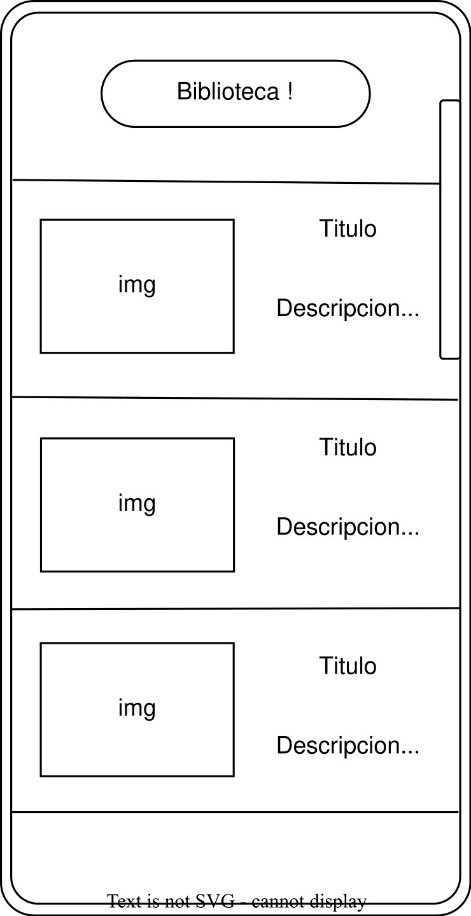 Biblioteca !
Titulo
img
Descripcion...
Titulo
img
Descripcion...
Titulo
img
Descripcion...
Text is not SVG - cannot display